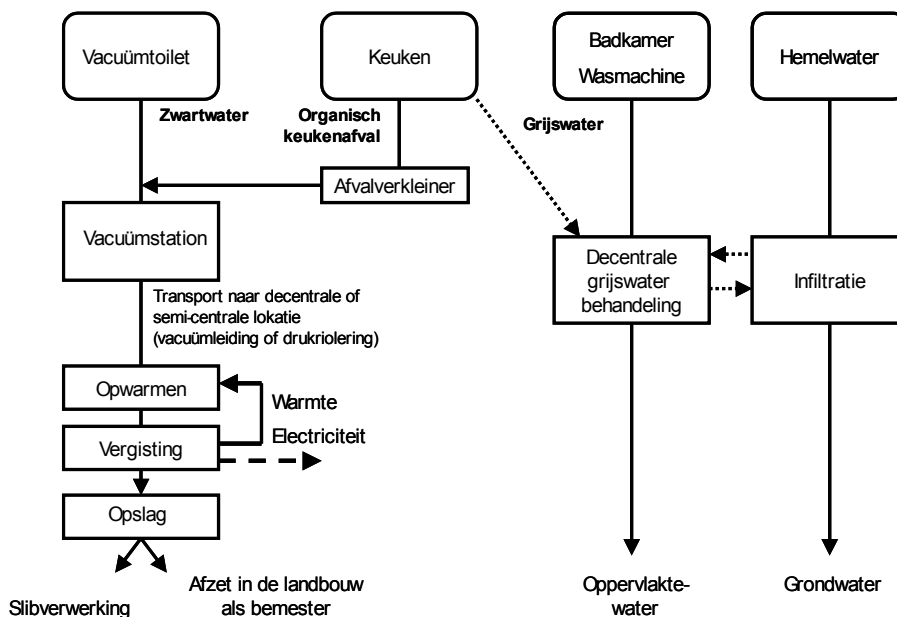 Vacuümtoilet
Keuken
Badkamer
Wasmachine
Hemelwater
Zwartwater
Organisch
keukenafval
Grijswater
Afvalverkleiner
Vacuümstation
Decentrale
grijswater
behandeling
Infiltratie
Transport naar decentrale of
semi-centrale lokatie
(vacuümleiding of drukriolering)
Opwarmen
Warmte
Vergisting
Electriciteit
Opslag
Slibverwerking
Afzet in de landbouw
als bemester
Oppervlakte-
water
Grondwater